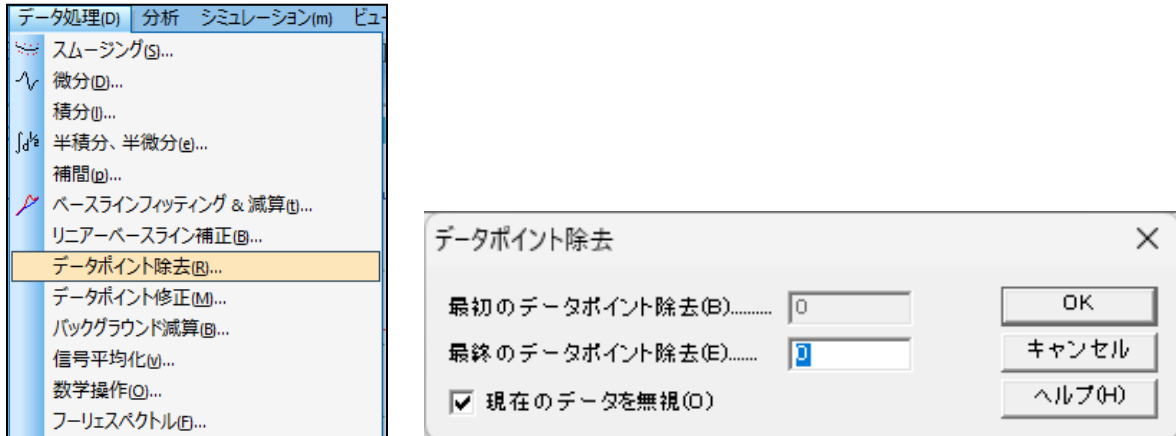 データ処理(D) 分析 シミュレーション(m) ビュ
スムージング(S)...
微分(D)...
積分(I)...
半積分、半微分(e)...
補間(p)...
ベースラインフィッティング & 減算(t)...
リニアーベースライン補正(B)...
データポイント除去(R)...
データポイント修正(M)...
バックグラウンド減算(B)...
信号平均化(v)...
数学操作(O)...
フーリェスペクトル(F)...
データポイント除去
最初のデータポイント除去(B)......... 0
最終のデータポイント除去(E)...... 0
現在のデータを無視(O)
OK
キャンセル
ヘルプ(H)